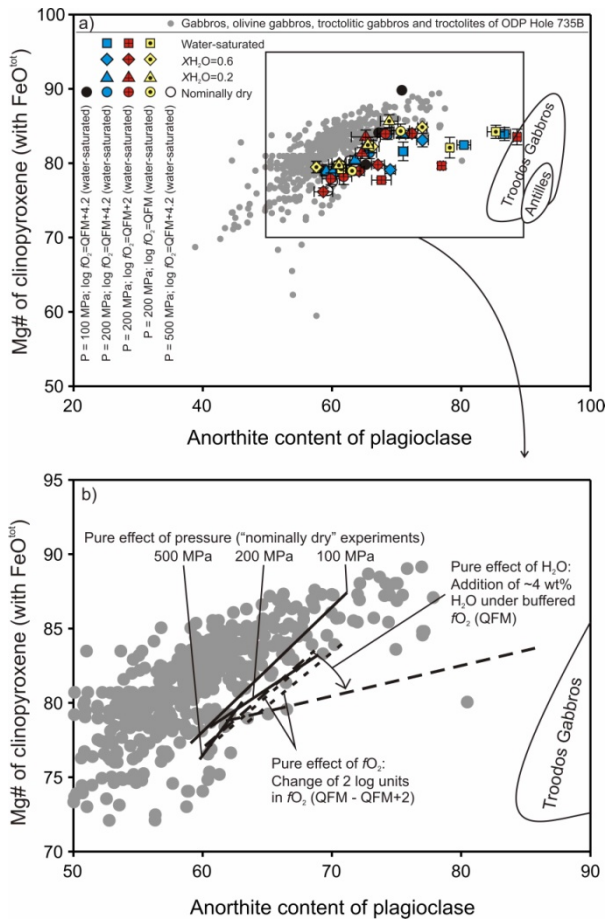 a)
Gabbros, olivine gabbros, troctolitic gabbros and troctolites of ODP Hole 735B
Water-saturated
XH2O=0.6
XH2O=0.2
Nominally dry
P = 100 MPa; log fO2=QFM+4.2 (water-saturated)
P = 200 MPa; log fO2=QFM+4.2 (water-saturated)
P = 200 MPa; log fO2=QFM+2 (water-saturated)
P = 200 MPa; log fO2=QFM (water-saturated)
P = 500 MPa; log fO2=QFM+4.2 (water-saturated)
Troodos Gabbros
Antilles
Mg# of clinopyroxene (with FeOtot)
100
90
80
70
60
50
20 40 60 80 100
Anorthite content of plagioclase
b)
Pure effect of pressure ("nominally dry" experiments)
500 MPa 200 MPa 100 MPa
Pure effect of H2O:
Addition of ~4 wt%
H2O under buffered
fO2 (QFM)
Pure effect of fO2:
Change of 2 log units
in fO2 (QFM - QFM+2)
Troodos Gabbros
Mg# of clinopyroxene (with FeOtot)
95
90
85
80
75
70
50 60 70 80 90
Anorthite content of plagioclase